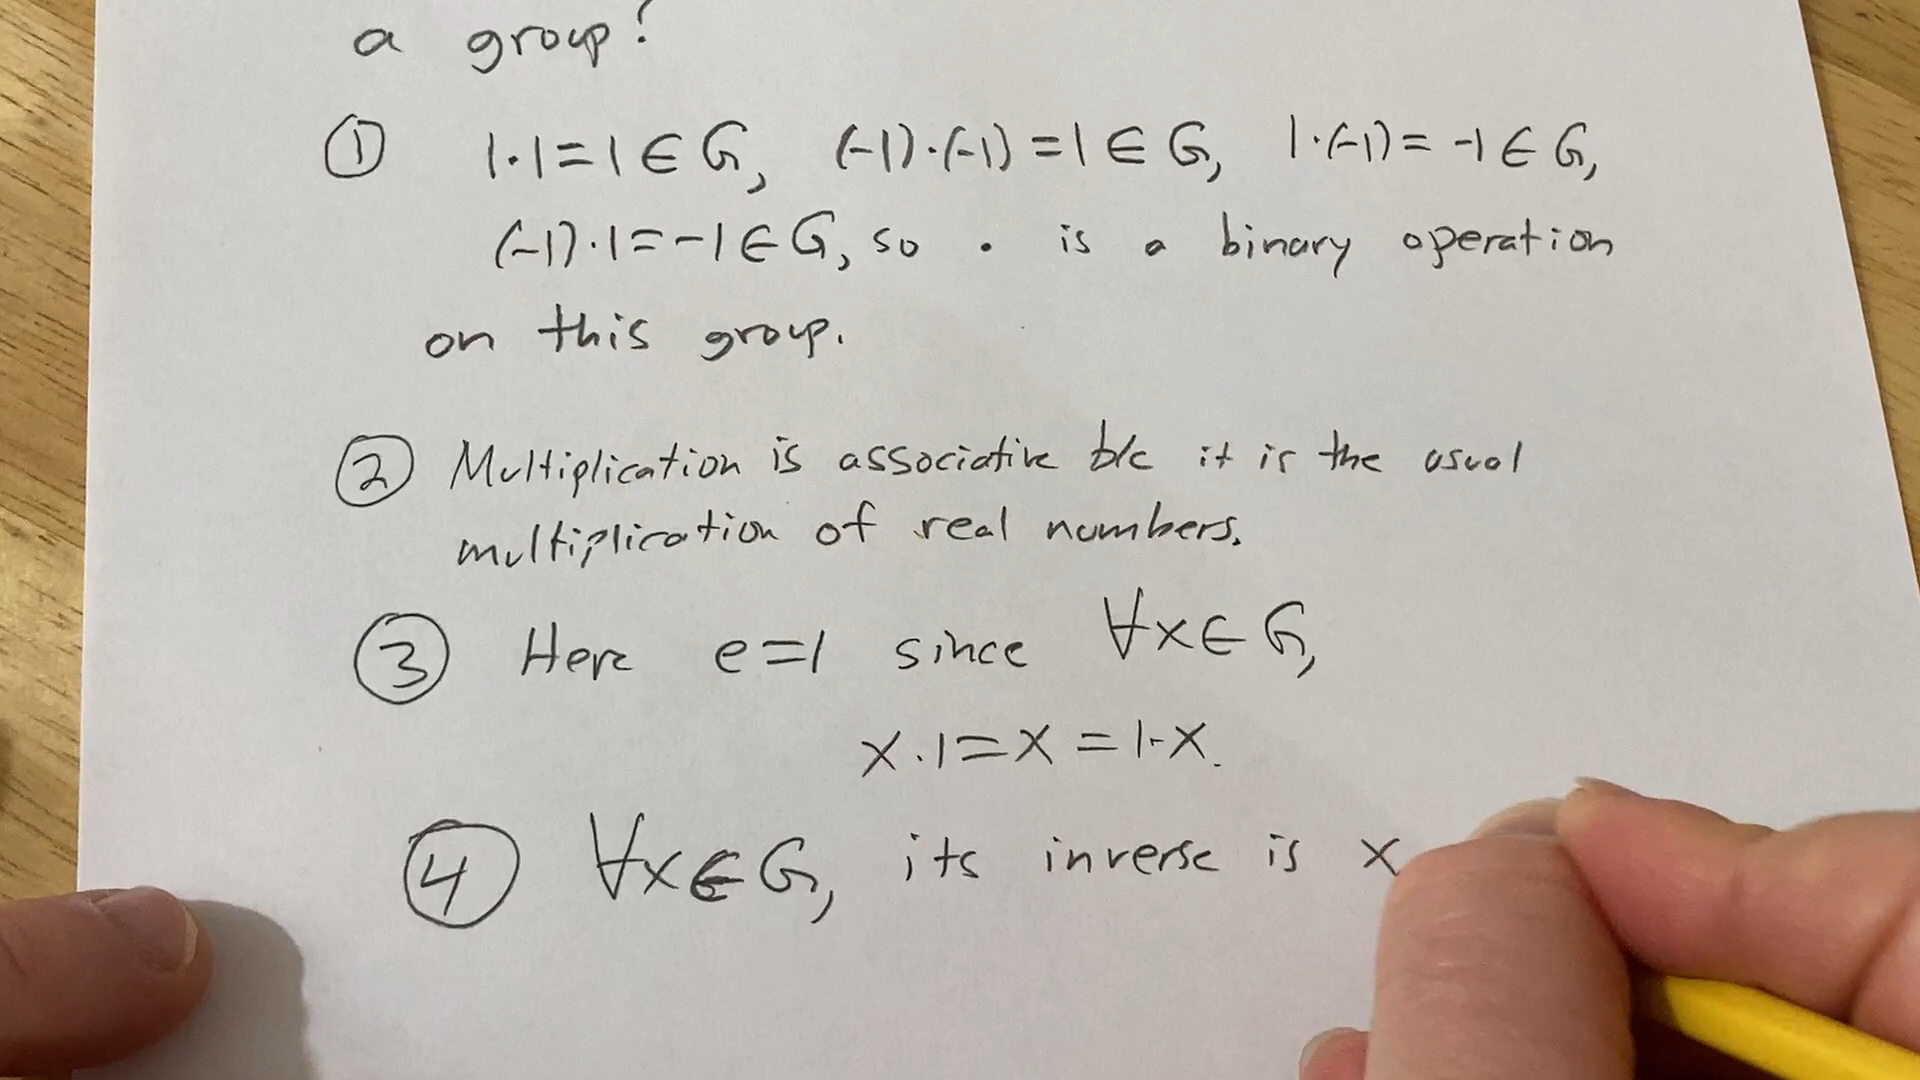 a group?
① 1·1=1∈G, (-1)·(-1)=1∈G, 1·(-1)=-1∈G,
(-1)·1=-1∈G, so · is a binary operation
on this group.
② Multiplication is associative b/c it is the usual
multiplication of real numbers.
③ Here e=1 since ∀x∈G,
x·1=x=1·x.
④ ∀x∈G, its inverse is x